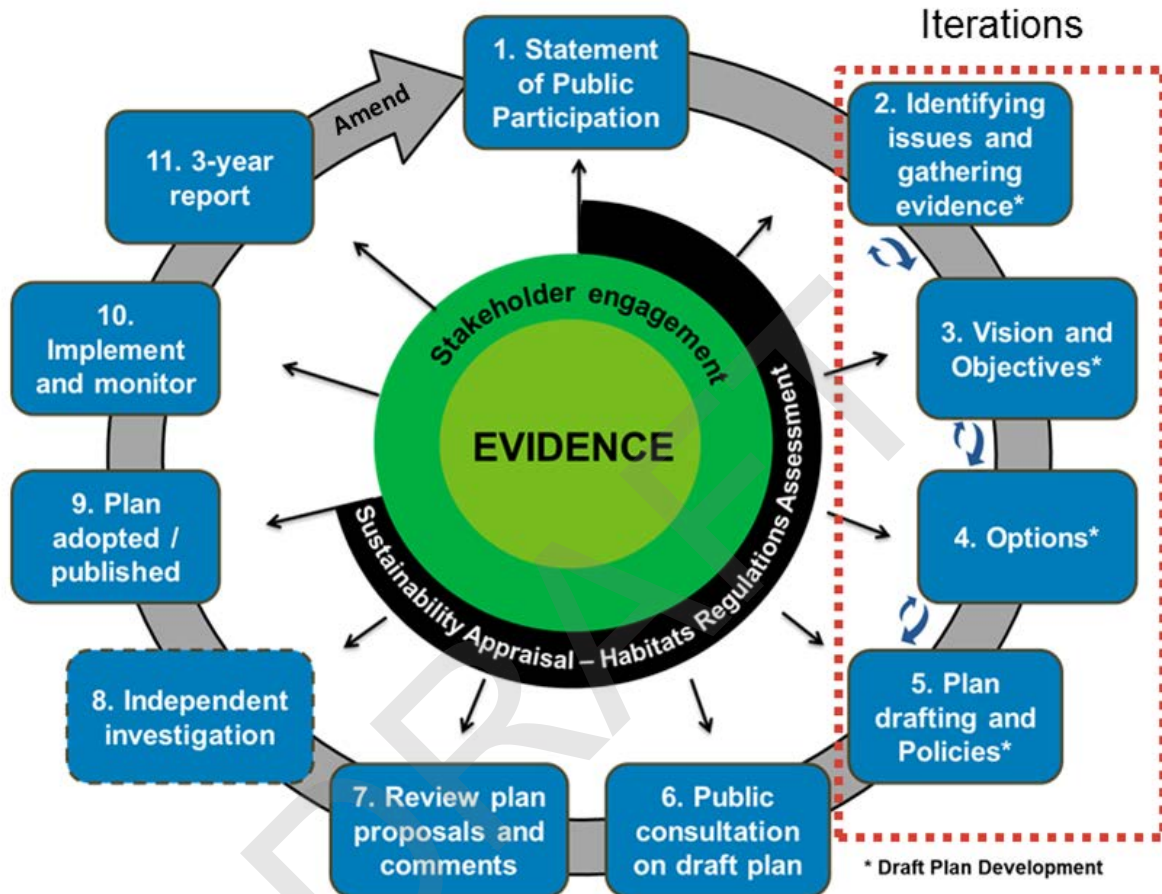 Iterations
1. Statement
of Public
Participation
2. Identifying
issues and
gathering
evidence*
3. Vision and
Objectives*
4. Options*
5. Plan
drafting and
Policies*
* Draft Plan Development
6. Public
consultation
on draft plan
7. Review plan
proposals and
comments
8. Independent
investigation
9. Plan
adopted /
published
10.
Implement
and monitor
11. 3-year
report
Amend
Stakeholder engagement
EVIDENCE
Sustainability Appraisal – Habitats Regulations Assessment
DRAFT